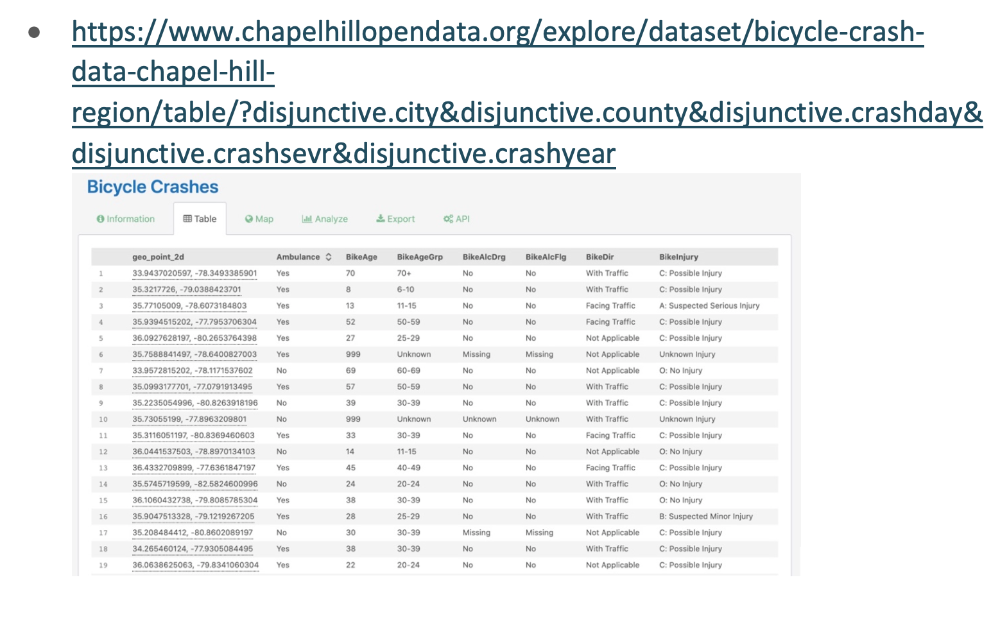 https://www.chapelhillopendata.org/explore/dataset/bicycle-crash-
data-chapel-hill-
region/table/?disjunctive.city&disjunctive.county&disjunctive.crashday&
disjunctive.crashsevr&disjunctive.crashyear
Bicycle Crashes
Information Table Map Analyze Export API
geo_point_2d Ambulance BikeAge BikeAgeGrp BikeAlcDrg BikeAlcFlg BikeDir BikeInjury
1 33.9437020597, -78.3493385901 Yes 70 70+ No No With Traffic C: Possible Injury
2 35.3217726, -79.0388423701 Yes 8 6-10 No No With Traffic C: Possible Injury
3 35.77105009, -78.6073184803 Yes 13 11-15 No No Facing Traffic A: Suspected Serious Injury
4 35.9394515202, -77.7953706304 Yes 52 50-59 No No Facing Traffic C: Possible Injury
5 36.0927628197, -80.2653764398 Yes 27 25-29 No No Not Applicable C: Possible Injury
6 35.7588841497, -78.6400827003 Yes 999 Unknown Missing Missing Not Applicable Unknown Injury
7 33.9572815202, -78.1171537602 No 69 60-69 No No Not Applicable O: No Injury
8 35.0993177701, -77.0791913495 Yes 57 50-59 No No With Traffic C: Possible Injury
9 35.2235054996, -80.8263918196 No 39 30-39 No No With Traffic C: Possible Injury
10 35.73055199, -77.8963209801 No 999 Unknown Unknown Unknown With Traffic Unknown Injury
11 35.3116051197, -80.8369460603 Yes 33 30-39 No No Facing Traffic C: Possible Injury
12 36.0441537503, -78.8970134103 No 14 11-15 No No Not Applicable O: No Injury
13 36.4332709899, -77.6361847197 Yes 45 40-49 No No Facing Traffic C: Possible Injury
14 35.5745719599, -82.5824600996 No 24 20-24 No No With Traffic O: No Injury
15 36.1060432738, -79.8085785304 Yes 38 30-39 No No With Traffic O: No Injury
16 35.9047513328, -79.1219267205 Yes 28 25-29 No No With Traffic B: Suspected Minor Injury
17 35.208484412, -80.8602089197 No 30 30-39 Missing Missing Not Applicable C: Possible Injury
18 34.265460124, -77.9305084495 Yes 38 30-39 No No With Traffic C: Possible Injury
19 36.0638625063, -79.8341060304 Yes 22 20-24 No No Not Applicable C: Possible Injury